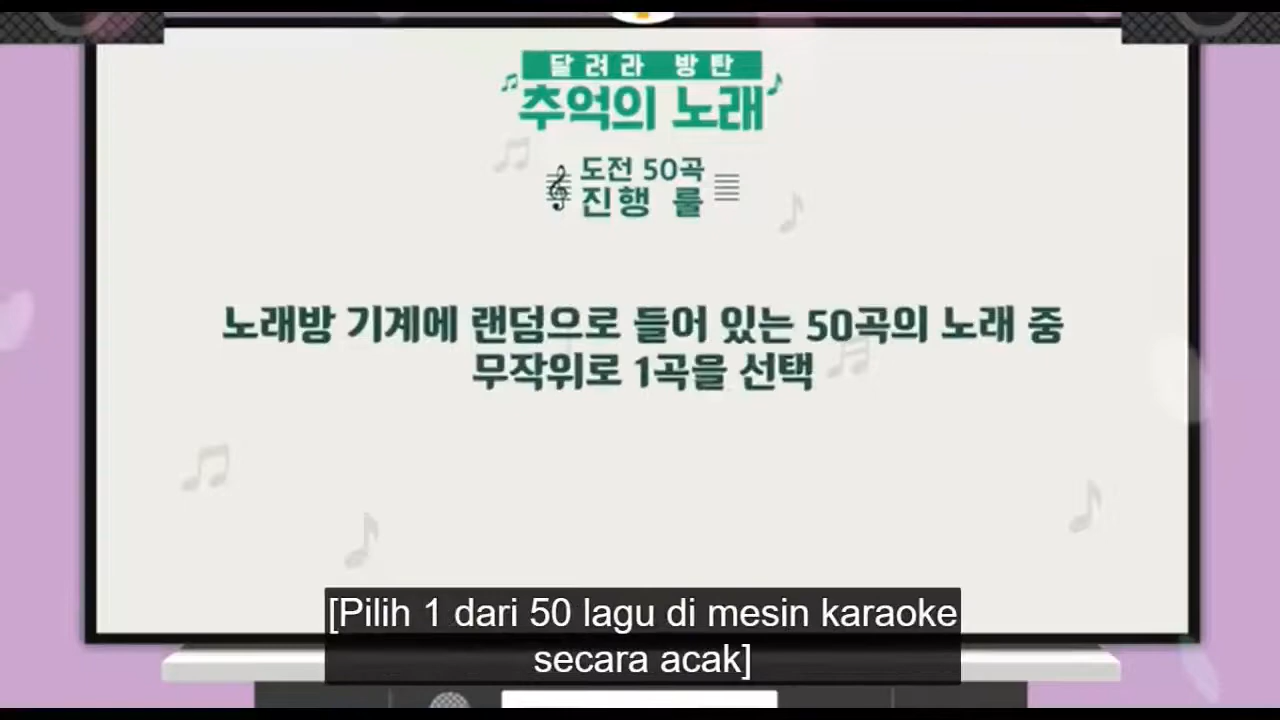 달려라 방탄
추억의 노래
도전 50곡
진행 룰
노래방 기계에 랜덤으로 들어 있는 50곡의 노래 중
무작위로 1곡을 선택
[Pilih 1 dari 50 lagu di mesin karaoke
secara acak]